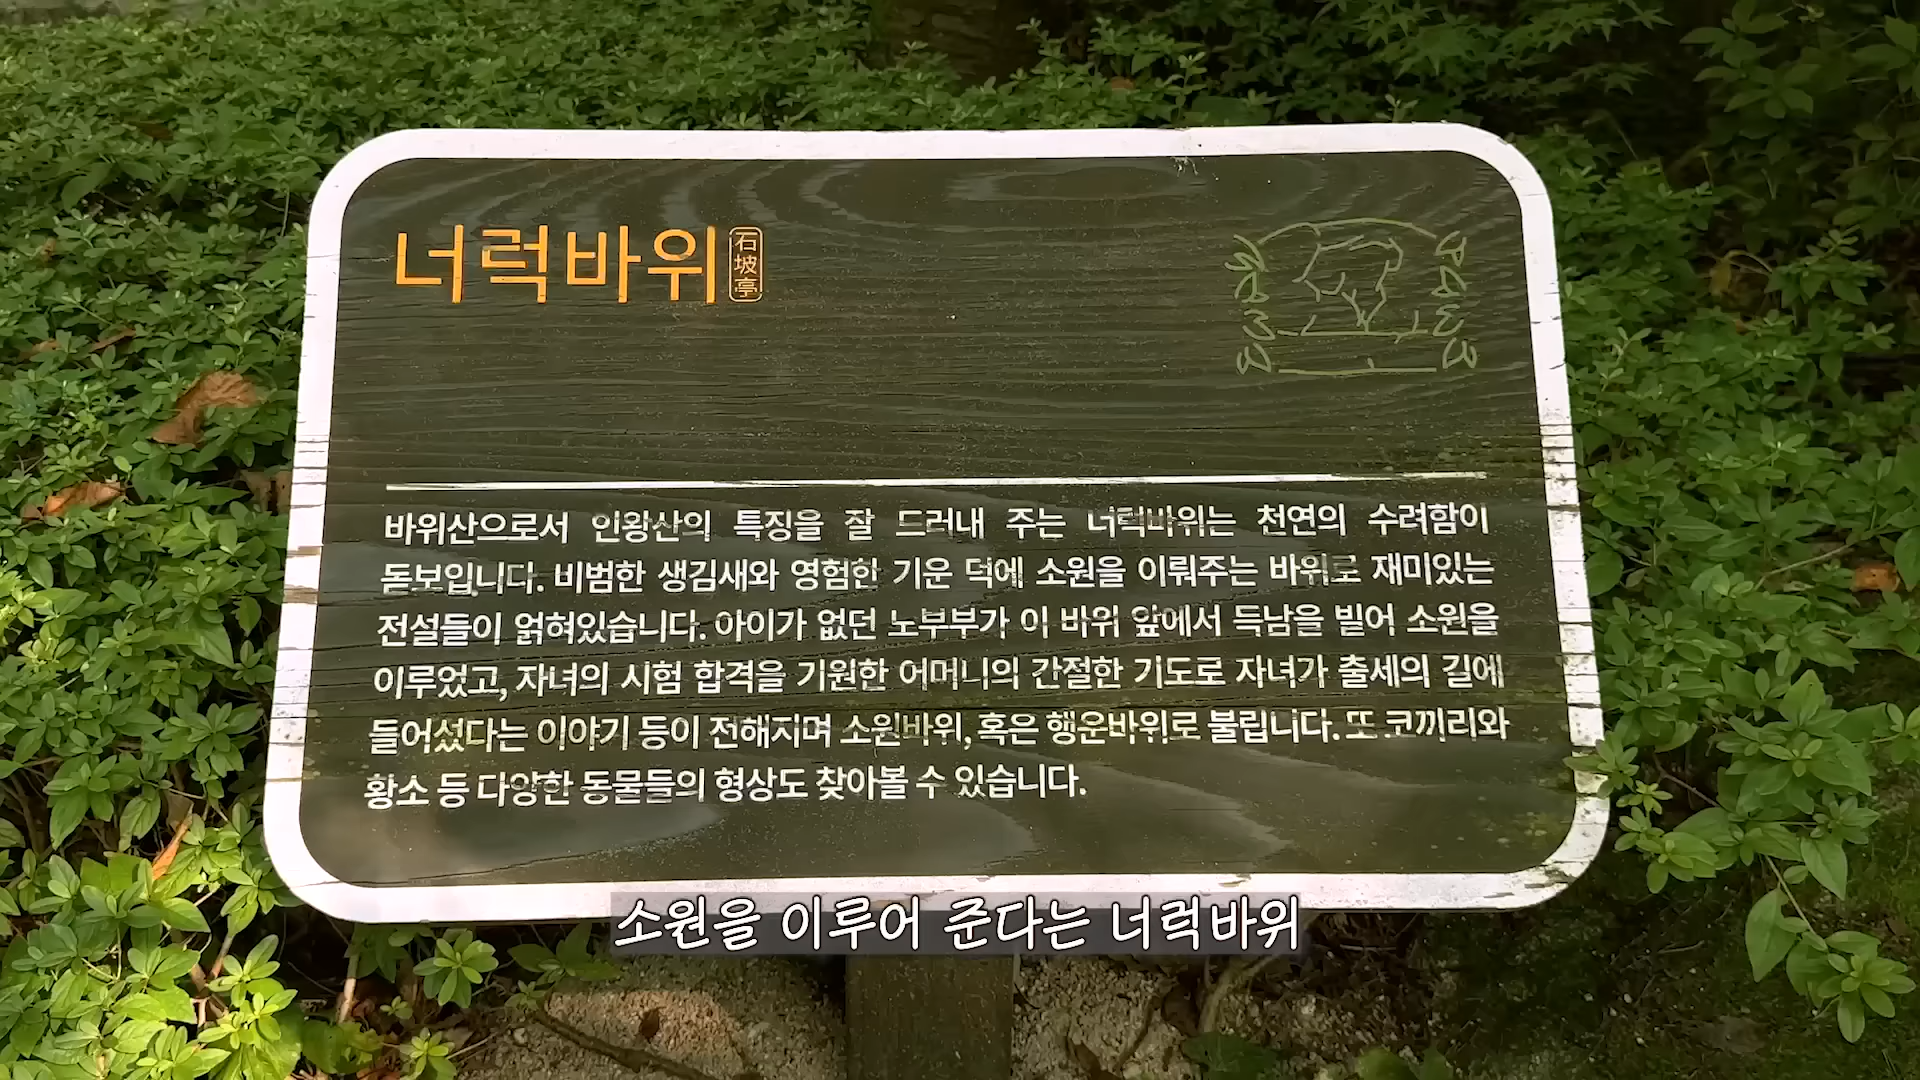 너럭바위 石坡亭
바위산으로서 인왕산의 특징을 잘 드러내 주는 너럭바위는 천연의 수려함이
돋보입니다. 비범한 생김새와 영험한 기운 덕에 소원을 이뤄주는 바위로 재미있는
전설들이 얽혀있습니다. 아이가 없던 노부부가 이 바위 앞에서 득남을 빌어 소원을
이루었고, 자녀의 시험 합격을 기원한 어머니의 간절한 기도로 자녀가 출세의 길에
들어섰다는 이야기 등이 전해지며 소원바위, 혹은 행운바위로 불립니다. 또 코끼리와
황소 등 다양한 동물들의 형상도 찾아볼 수 있습니다.
소원을 이루어 준다는 너럭바위